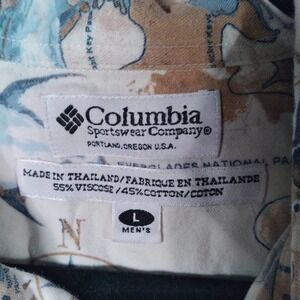 Columbia
Sportswear Company®
PORTLAND, OREGON U.S.A.
EVERGLADES NATIONAL PA
MADE IN THAILAND/FABRIQUE EN THAILANDE
55% VISCOSE/45% COTTON/COTON
L
MEN'S
N